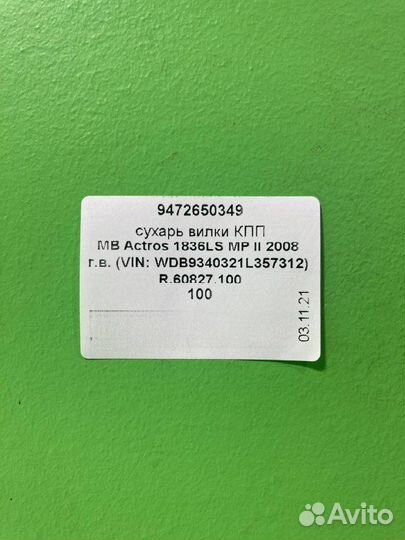 9472650349
сухарь вилки КПП
MB Actros 1836LS MP II 2008
г.в. (VIN: WDB9340321L357312)
R.60827.100
100
03.11.21
Avito